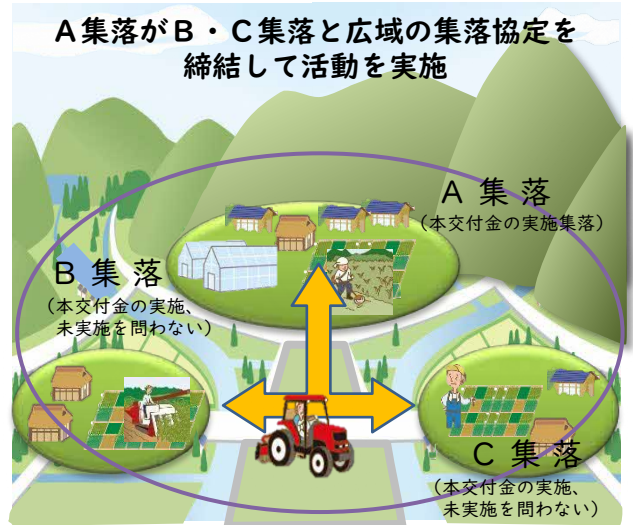 A集落がB・C集落と広域の集落協定を
締結して活動を実施
A 集 落
（本交付金の実施集落）
B 集 落
（本交付金の実施、
未実施を問わない）
C 集 落
（本交付金の実施、
未実施を問わない）